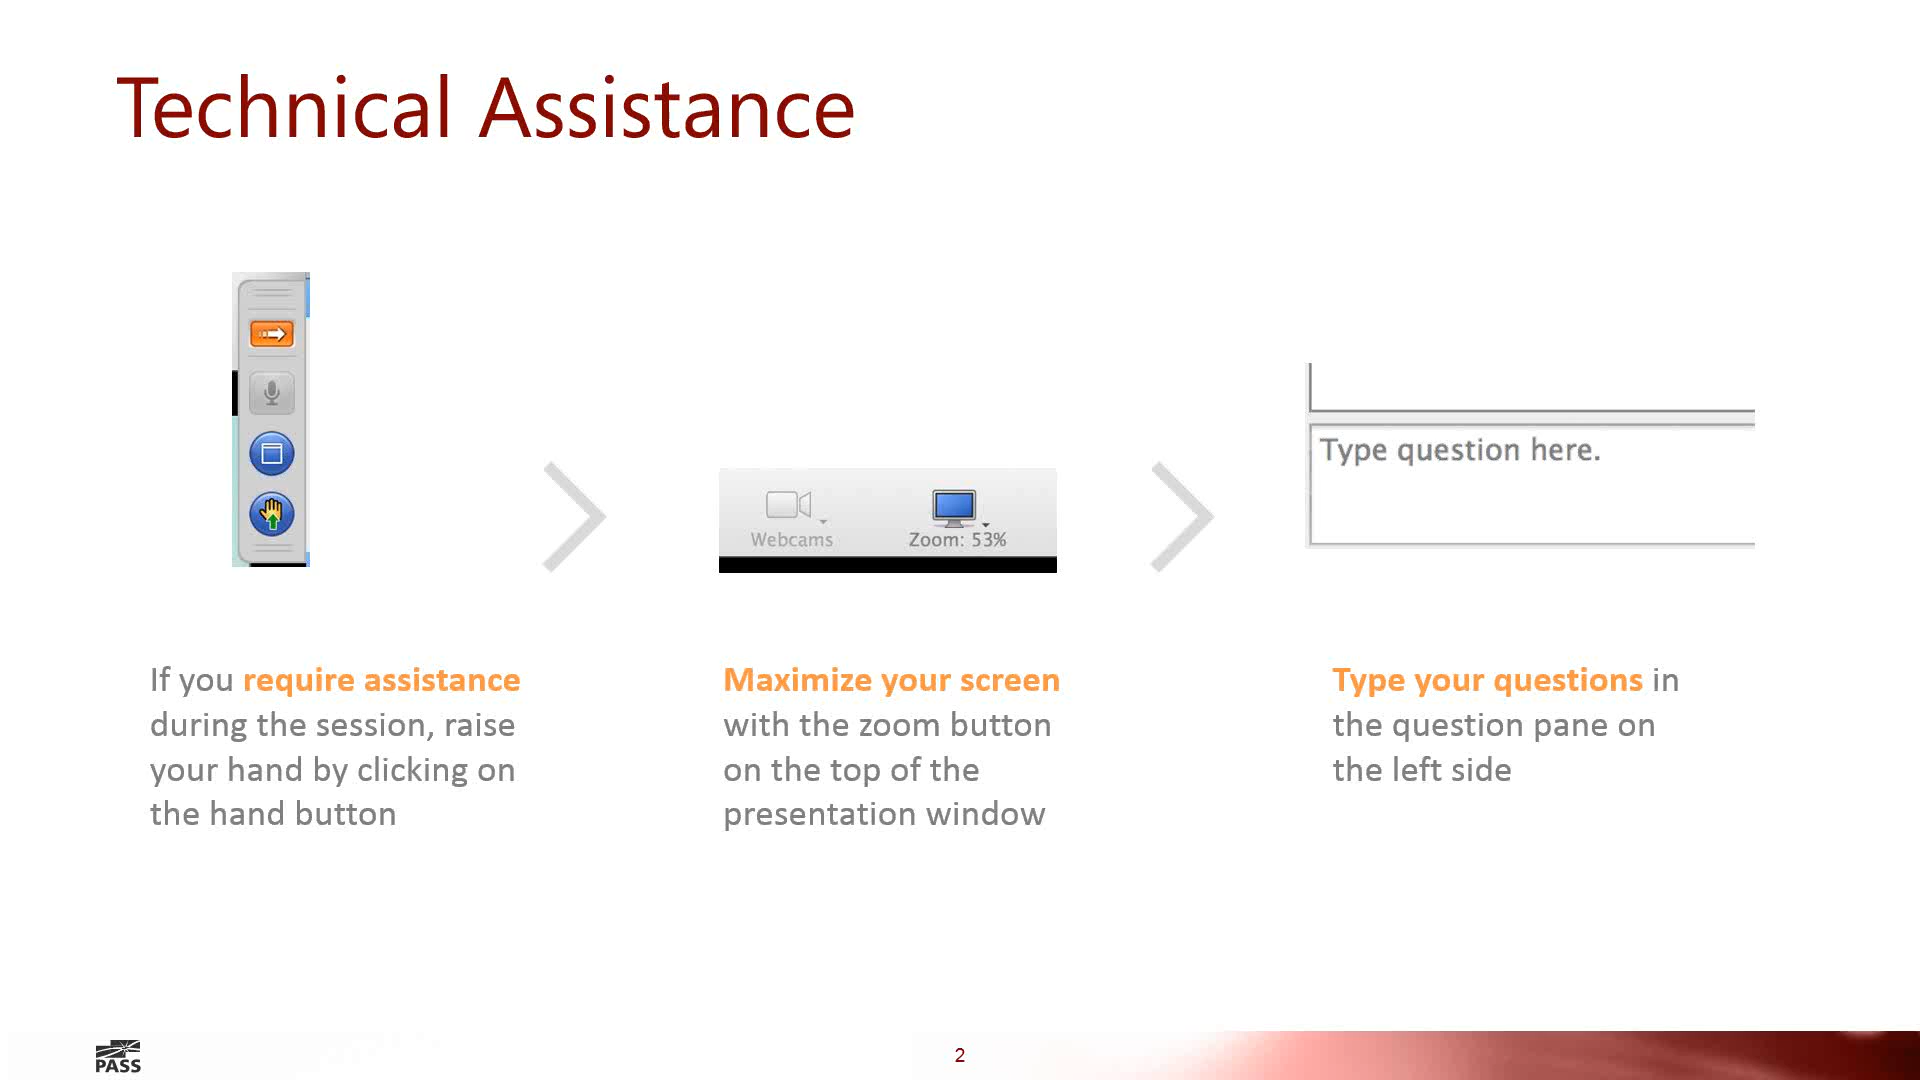 Technical Assistance
Webcams
Zoom: 53%
Type question here.
If you require assistance
during the session, raise
your hand by clicking on
the hand button
Maximize your screen
with the zoom button
on the top of the
presentation window
Type your questions in
the question pane on
the left side
PASS
2